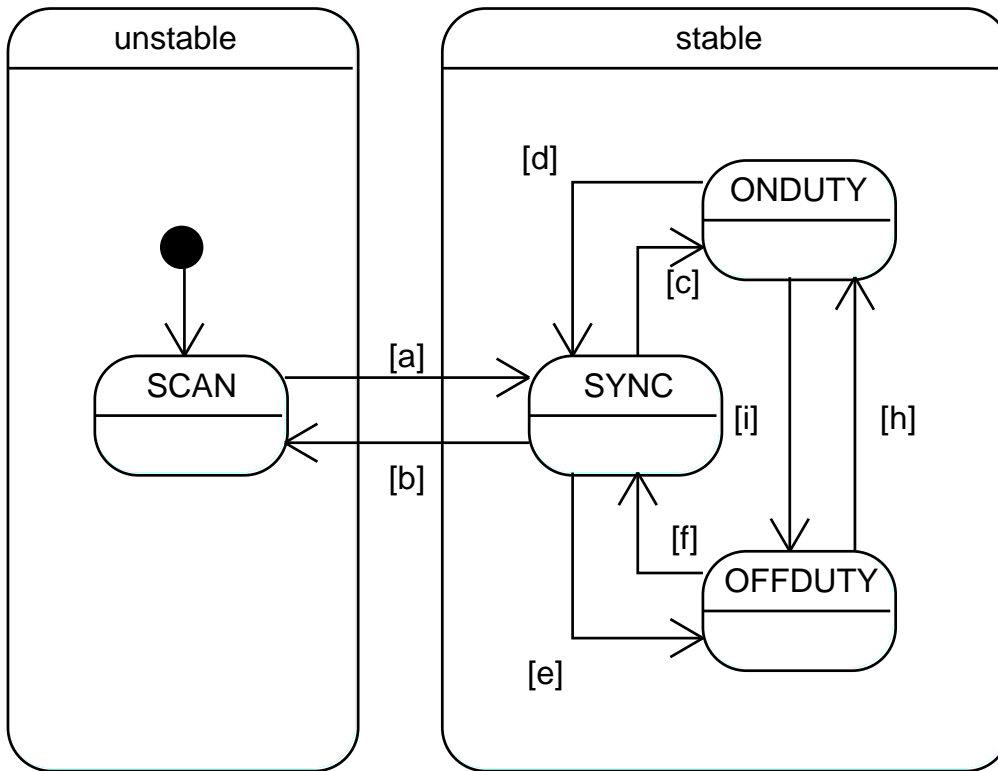 unstable
stable
[d]
ONDUTY
[c]
[a]
SCAN
SYNC
[i]
[h]
[b]
[f]
OFFDUTY
[e]